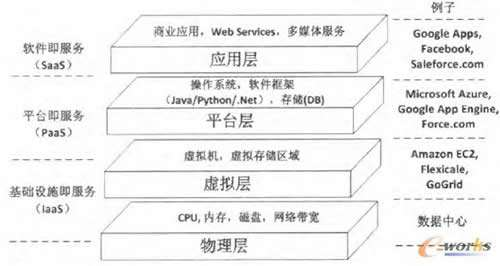 例子
商业应用，Web Services，多媒体服务
应用层
软件即服务
(SaaS)
Google Apps,
Facebook,
Saleforce.com
操作系统，软件框架
（Java/Python/.Net），存储(DB)
平台层
平台即服务
(PaaS)
Microsoft Azure,
Google App Engine,
Force.com
虚拟机，虚拟存储区域
虚拟层
基础设施即服务
(IaaS)
Amazon EC2,
Flexicale,
GoGrid
CPU, 内存，磁盘，网络带宽
物理层
数据中心
e-works